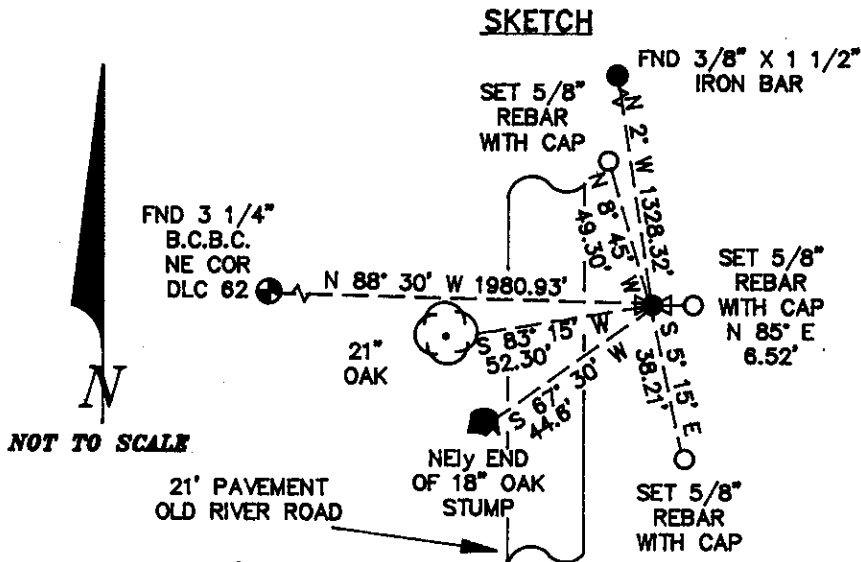 SKETCH
FND 3/8" X 1 1/2"
IRON BAR
SET 5/8"
REBAR
WITH CAP
N 2° W 1328.32'
N 8° 45' W
49.30'
FND 3 1/4"
B.C.B.C.
NE COR
DLC 62
N 88° 30' W 1980.93'
SET 5/8"
REBAR
WITH CAP
N 85° E
6.52'
21"
OAK
S 83° 15' W
52.30'
S 67° 30' W
44.6'
S 5° 15' E
38.21'
N
NOT TO SCALE
NEly END
OF 18" OAK
STUMP
21' PAVEMENT
OLD RIVER ROAD
SET 5/8"
REBAR
WITH CAP